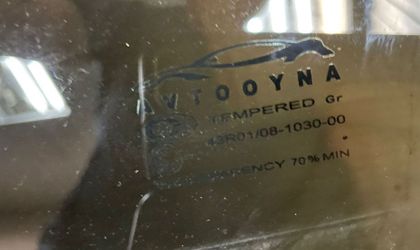 AVTOOYNA
TEMPERED Gr
43R01/08-1030-00
70%MIN